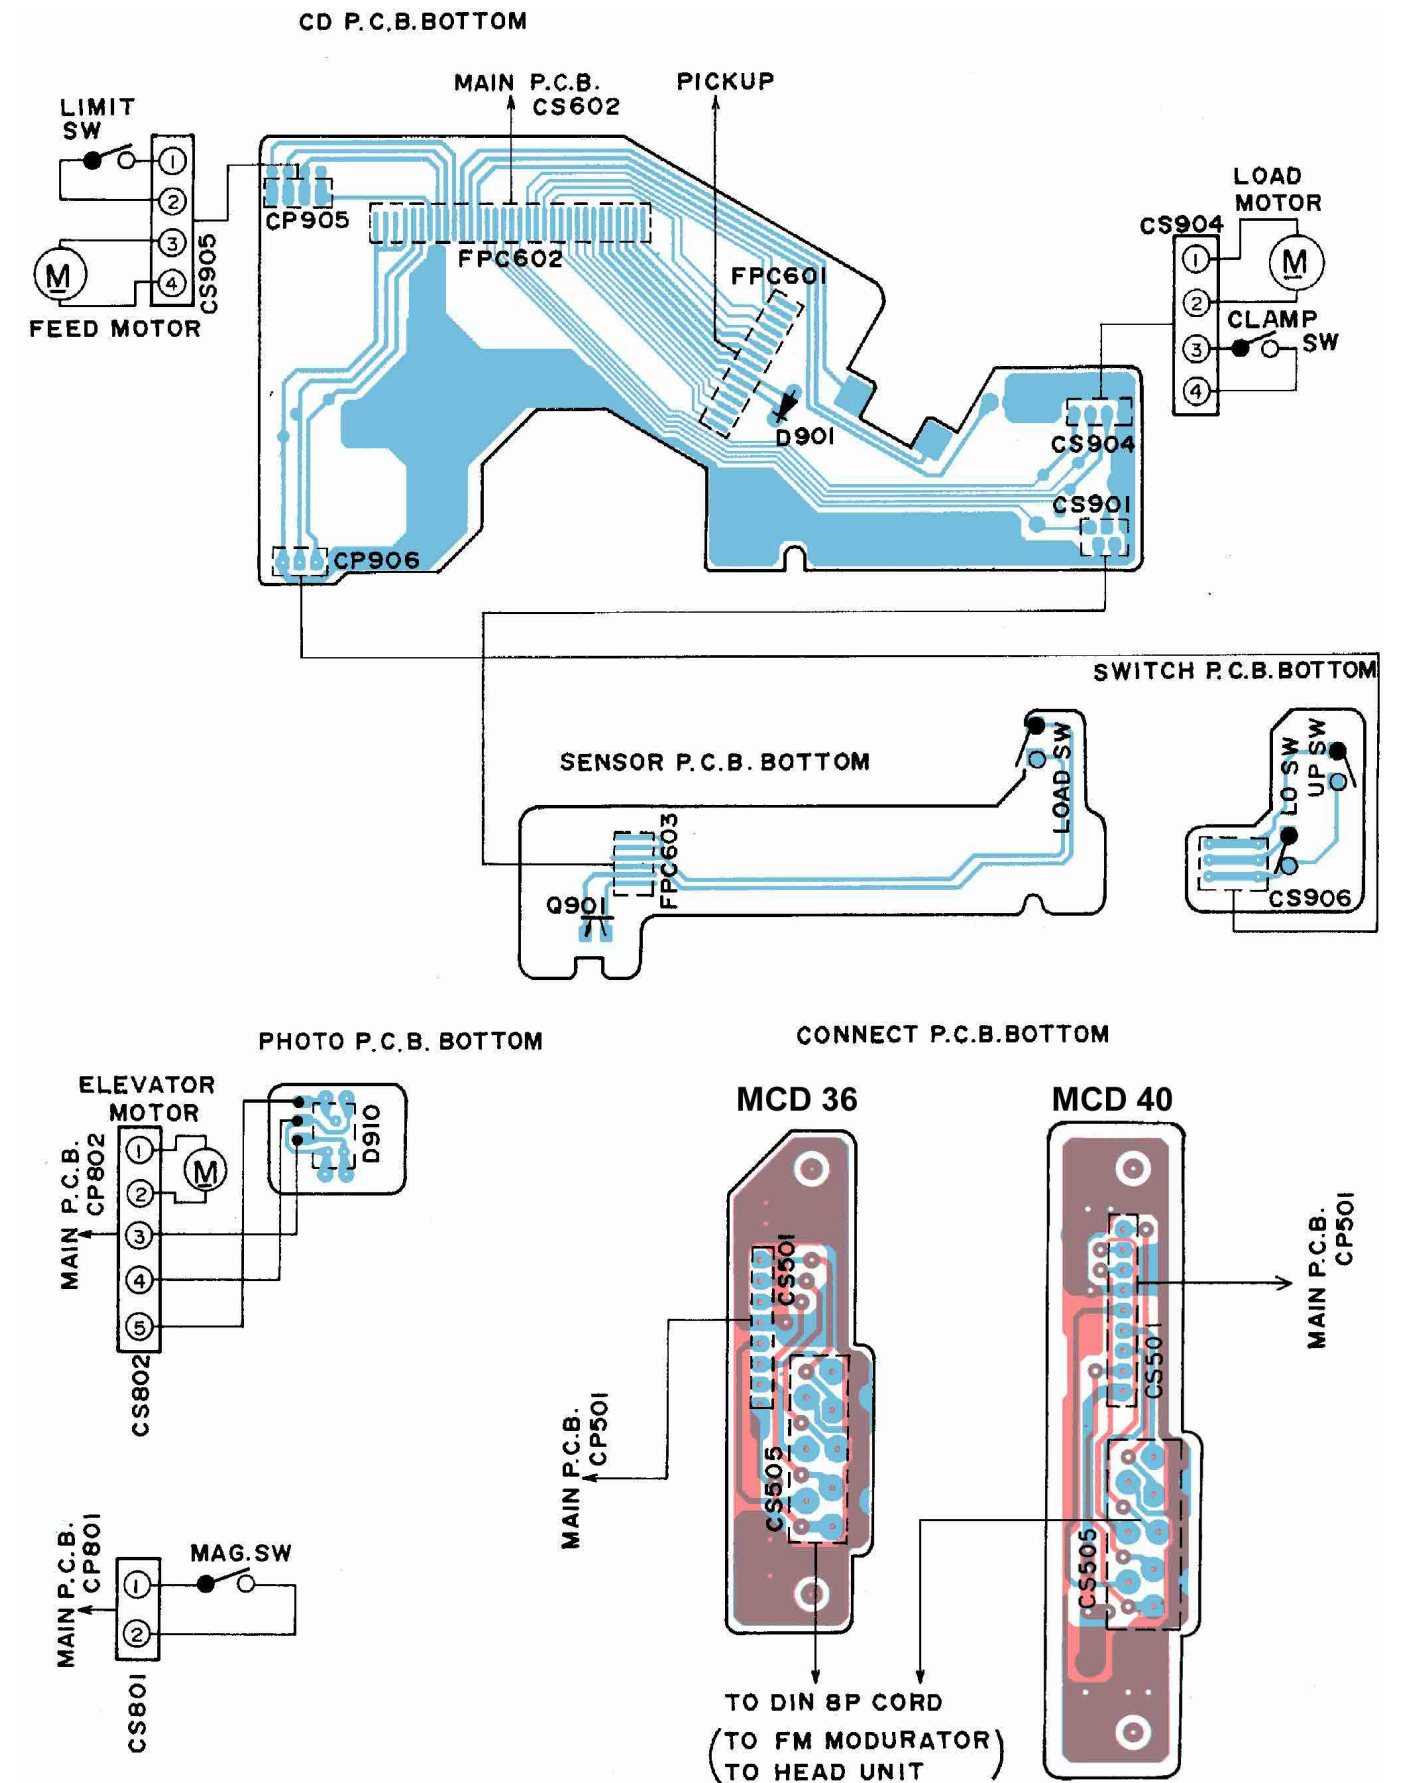 CD P.C.B.BOTTOM
MAIN P.C.B.
CS602
PICKUP
LIMIT
SW
1
2
3
4
CS905
M
FEED MOTOR
CP905
FPC602
FPC601
D901
LOAD
MOTOR
CS904
1
2
3
4
M
CLAMP
SW
CS904
CS901
CP906
SWITCH P.C.B.BOTTOM
LO SW
UP SW
CS906
SENSOR P.C.B. BOTTOM
LOAD SW
FPC603
Q901
PHOTO P.C.B. BOTTOM
ELEVATOR
MOTOR
MAIN P.C.B.
CP802
1
2
3
4
5
M
D910
CS802
CONNECT P.C.B.BOTTOM
MCD 36
MCD 40
CS501
CS505
MAIN P.C.B.
CP501
CS501
CS505
MAIN P.C.B.
CP501
MAIN P.C.B.
CP801
1
2
MAG.SW
CS801
TO DIN 8P CORD
(TO FM MODURATOR)
TO HEAD UNIT